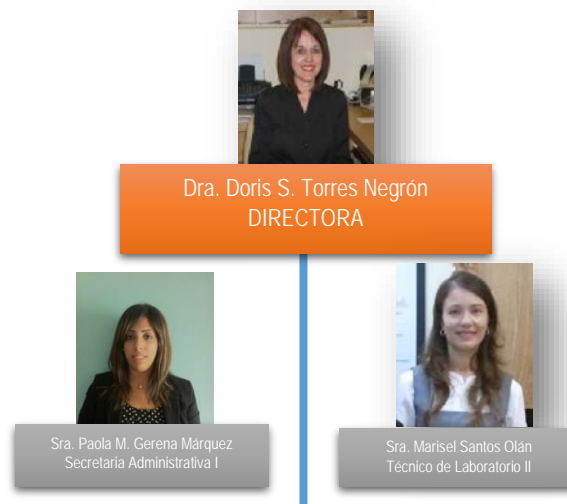 Dra. Doris S. Torres Negrón
DIRECTORA
Sra. Paola M. Gerena Márquez
Secretaria Administrativa I
Sra. Marisel Santos Olán
Técnico de Laboratorio II